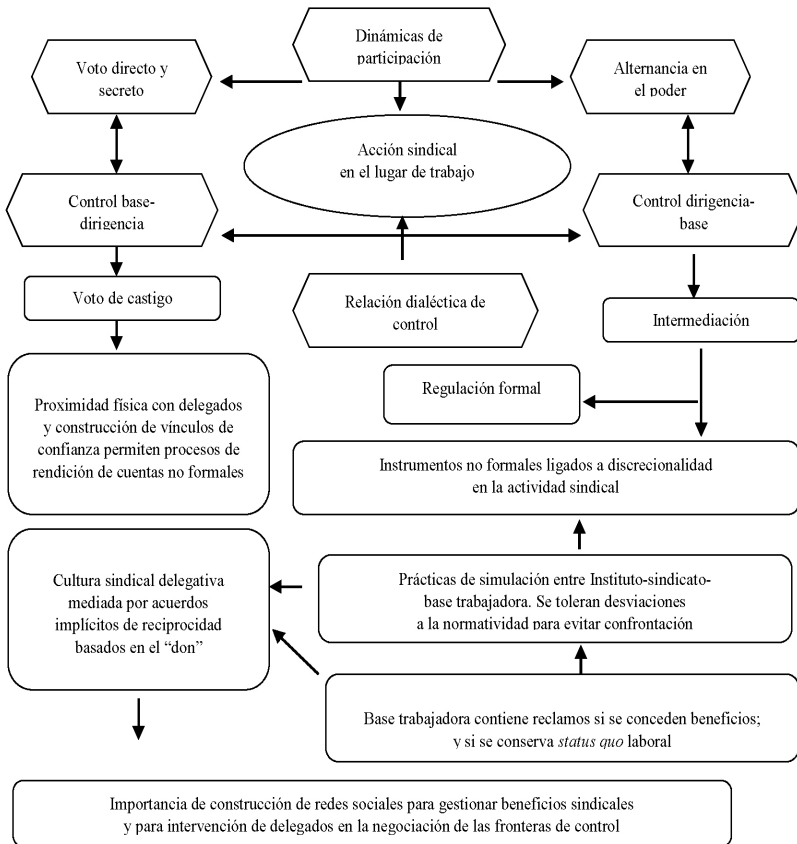 Dinámicas de
participación
Voto directo y
secreto
Alternancia en
el poder
Acción sindical
en el lugar de trabajo
Control base-
dirigencia
Control dirigencia-
base
Voto de castigo
Relación dialéctica de
control
Intermediación
Proximidad física con delegados
y construcción de vínculos de
confianza permiten procesos de
rendición de cuentas no formales
Regulación formal
Instrumentos no formales ligados a discrecionalidad
en la actividad sindical
Cultura sindical delegativa
mediada por acuerdos
implícitos de reciprocidad
basados en el “don”
Prácticas de simulación entre Instituto-sindicato-
base trabajadora. Se toleran desviaciones
a la normatividad para evitar confrontación
Base trabajadora contiene reclamos si se conceden beneficios;
y si se conserva status quo laboral
Importancia de construcción de redes sociales para gestionar beneficios sindicales
y para intervención de delegados en la negociación de las fronteras de control